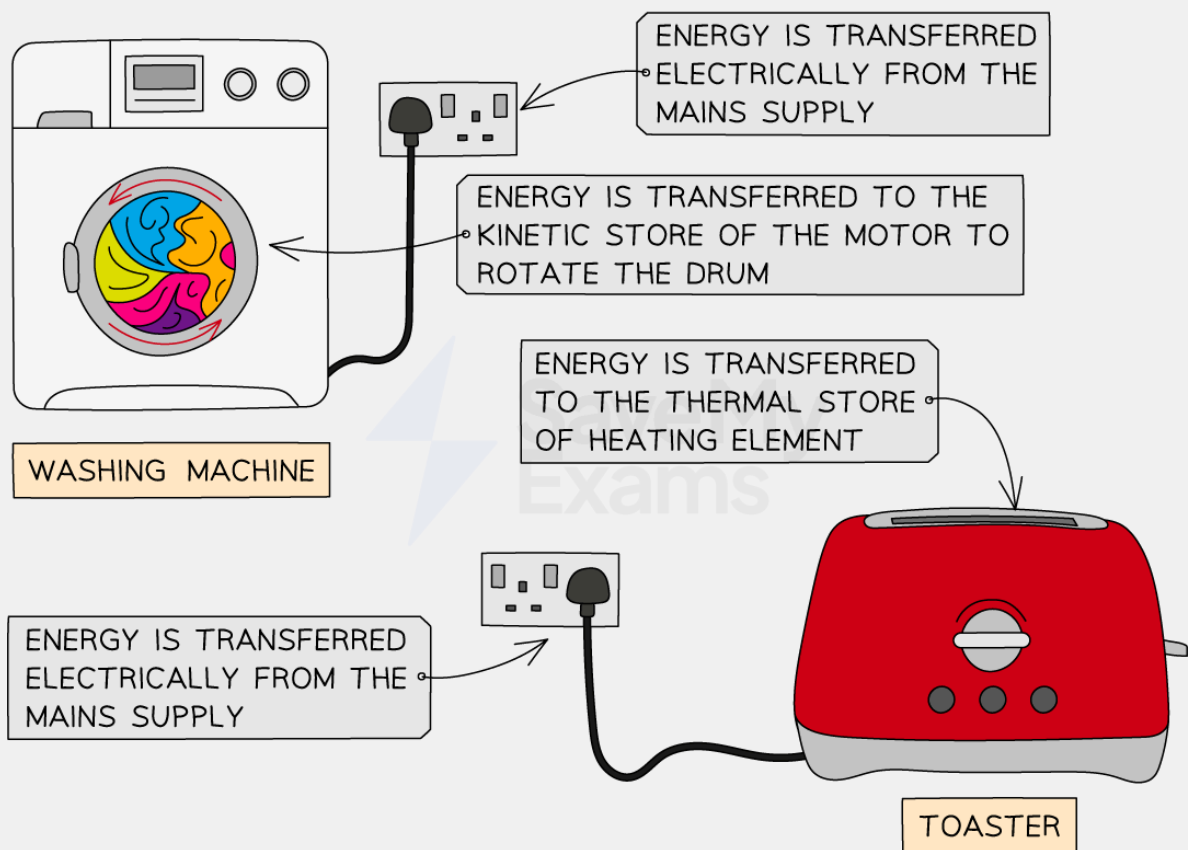 ENERGY IS TRANSFERRED
ELECTRICALLY FROM THE
MAINS SUPPLY
ENERGY IS TRANSFERRED TO THE
KINETIC STORE OF THE MOTOR TO
ROTATE THE DRUM
ENERGY IS TRANSFERRED
TO THE THERMAL STORE
OF HEATING ELEMENT
SaveMy
Exams
WASHING MACHINE
ENERGY IS TRANSFERRED
ELECTRICALLY FROM THE
MAINS SUPPLY
TOASTER